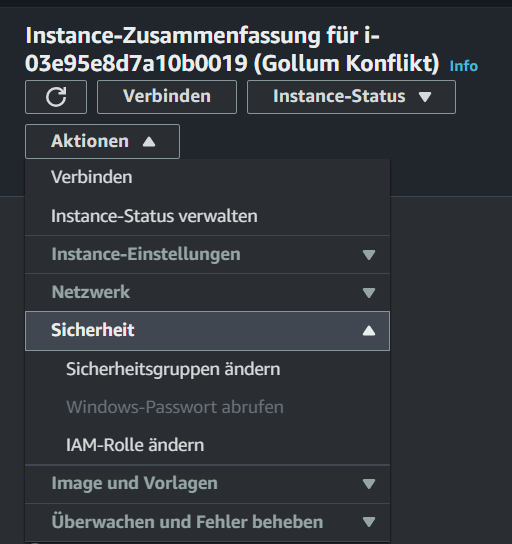 Instance-Zusammenfassung für i-
03e95e8d7a10b0019 (Gollum Konflikt) Info
Verbinden Instance-Status
Aktionen
Verbinden
Instance-Status verwalten
Instance-Einstellungen
Netzwerk
Sicherheit
Sicherheitsgruppen ändern
Windows-Passwort abrufen
IAM-Rolle ändern
Image und Vorlagen
Überwachen und Fehler beheben